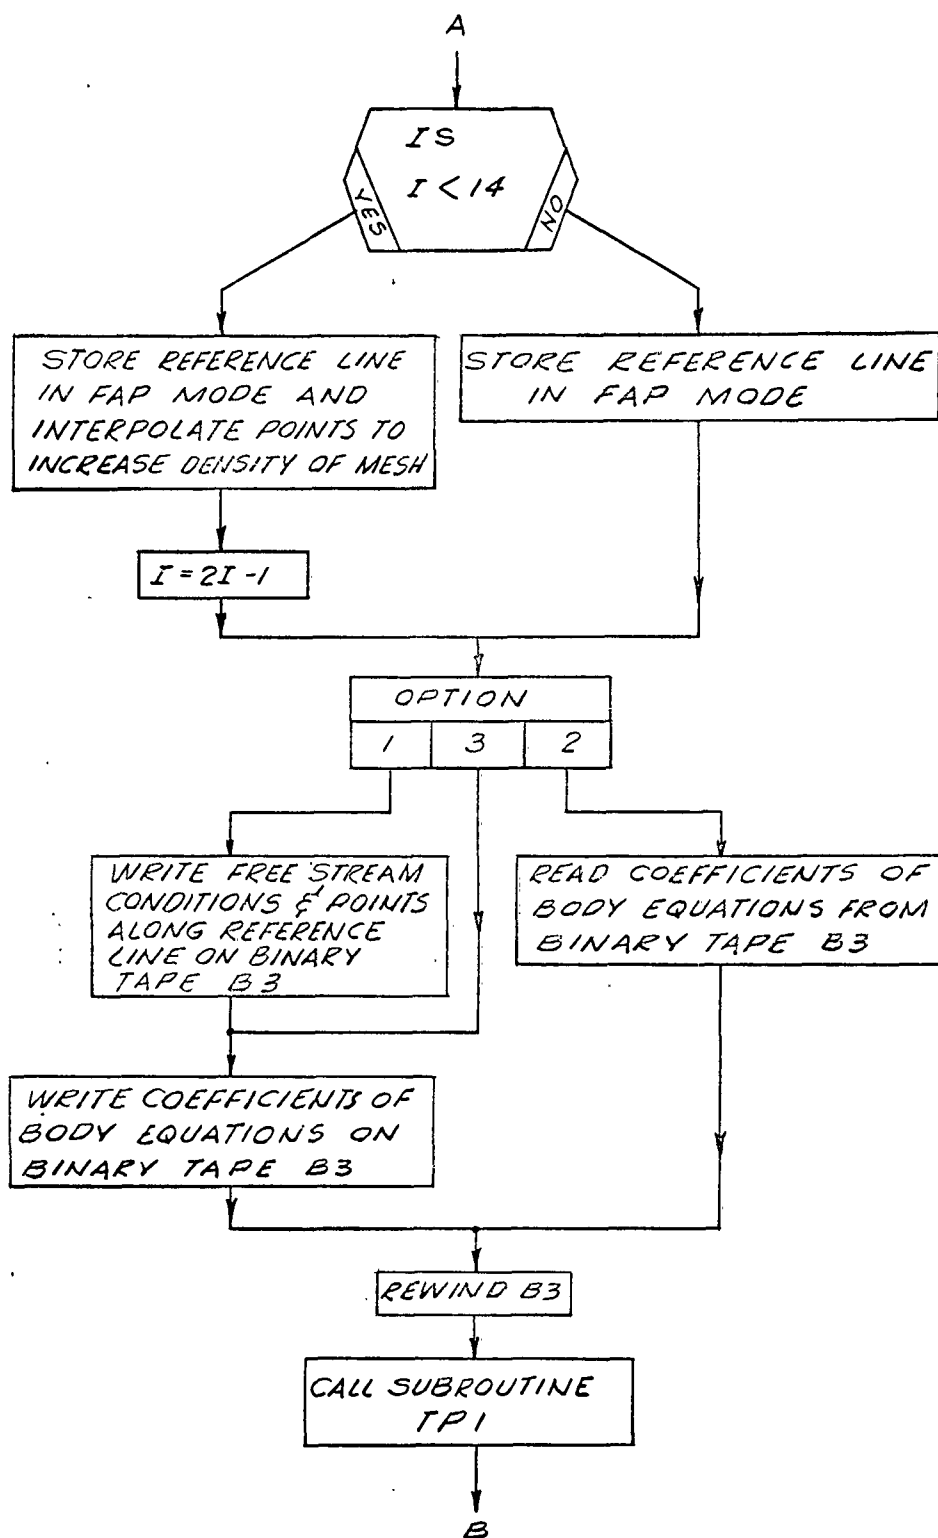 A
IS
I < 14
YES
NO
STORE REFERENCE LINE
IN FAP MODE AND
INTERPOLATE POINTS TO
INCREASE DENSITY OF MESH
STORE REFERENCE LINE
IN FAP MODE
I = 2I - 1
OPTION
1 3 2
WRITE FREE STREAM
CONDITIONS & POINTS
ALONG REFERENCE
LINE ON BINARY
TAPE B3
READ COEFFICIENTS OF
BODY EQUATIONS FROM
BINARY TAPE B3
WRITE COEFFICIENTS OF
BODY EQUATIONS ON
BINARY TAPE B3
REWIND B3
CALL SUBROUTINE
TP1
B